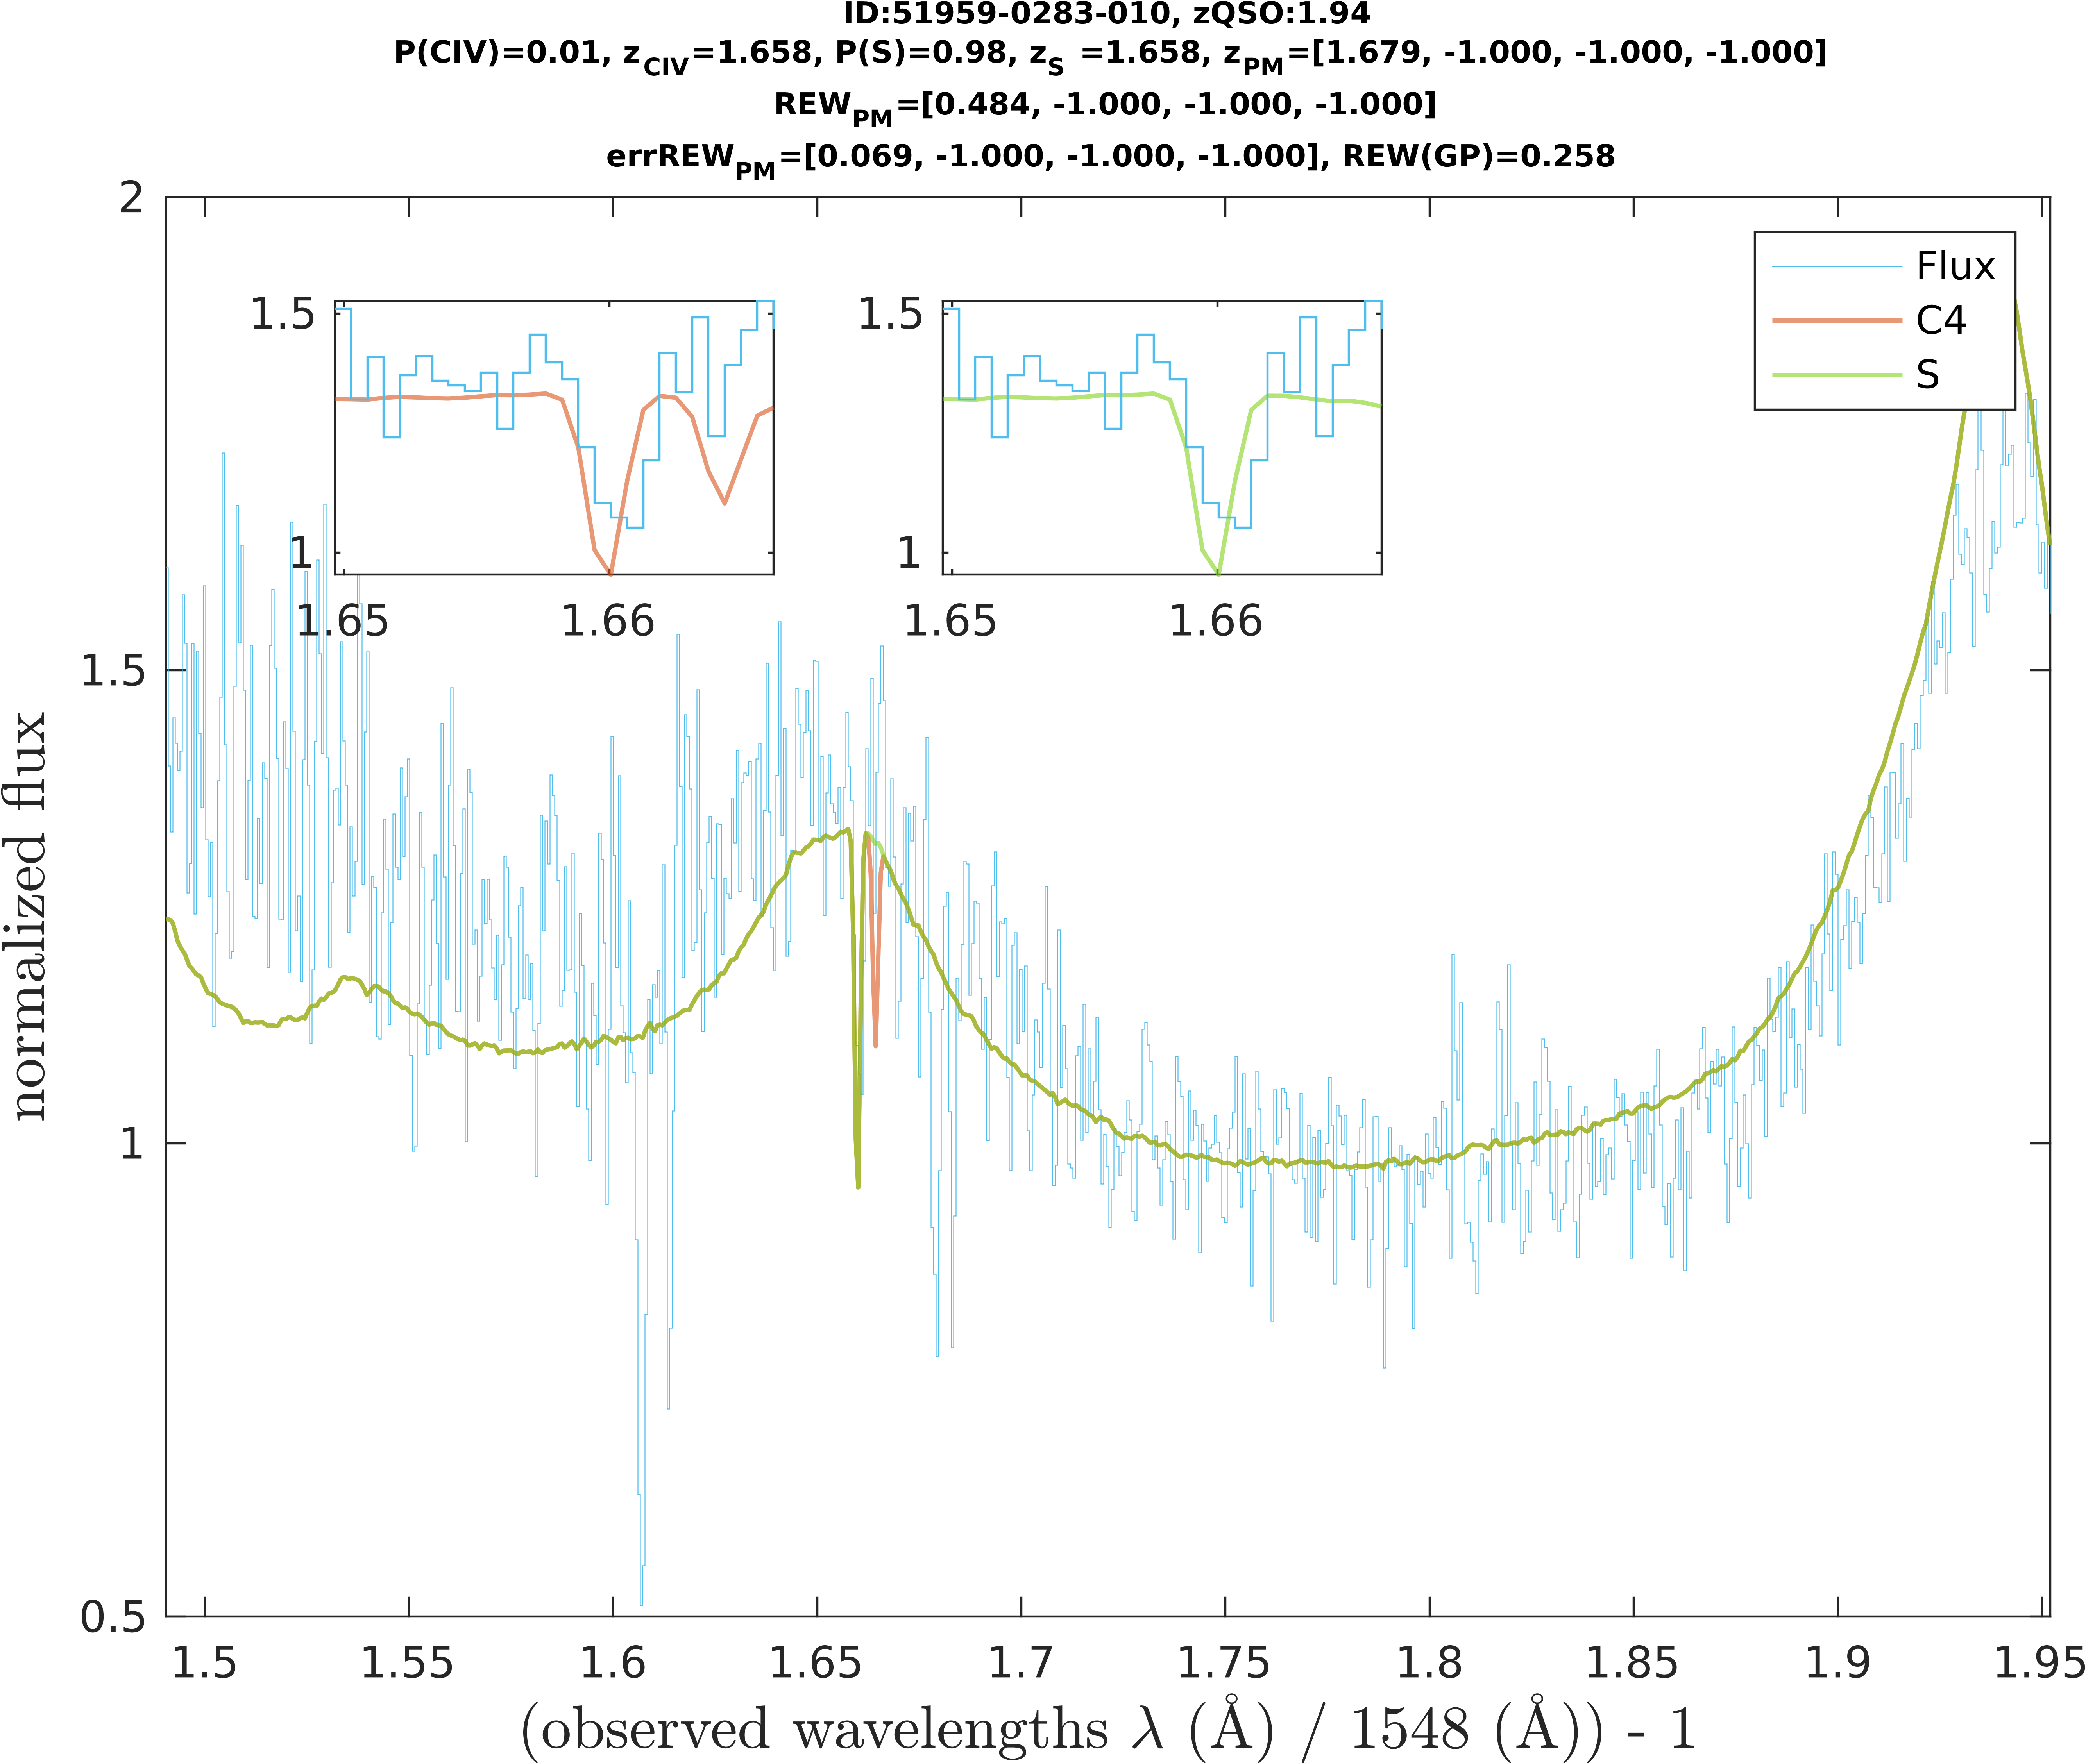 ID:51959-0283-010, zQSO:1.94
P(CIV)=0.01, zCIV=1.658, P(S)=0.98, zS =1.658, zPM=[1.679, -1.000, -1.000, -1.000]
REWPM=[0.484, -1.000, -1.000, -1.000]
errREWPM=[0.069, -1.000, -1.000, -1.000], REW(GP)=0.258
2
1.5
1
0.5
normalized flux
1.5
1
1.65
1.66
1.5
1
1.65
1.66
Flux
C4
S
1.5 1.55 1.6 1.65 1.7 1.75 1.8 1.85 1.9 1.95
(observed wavelengths λ (Å) / 1548 (Å)) - 1